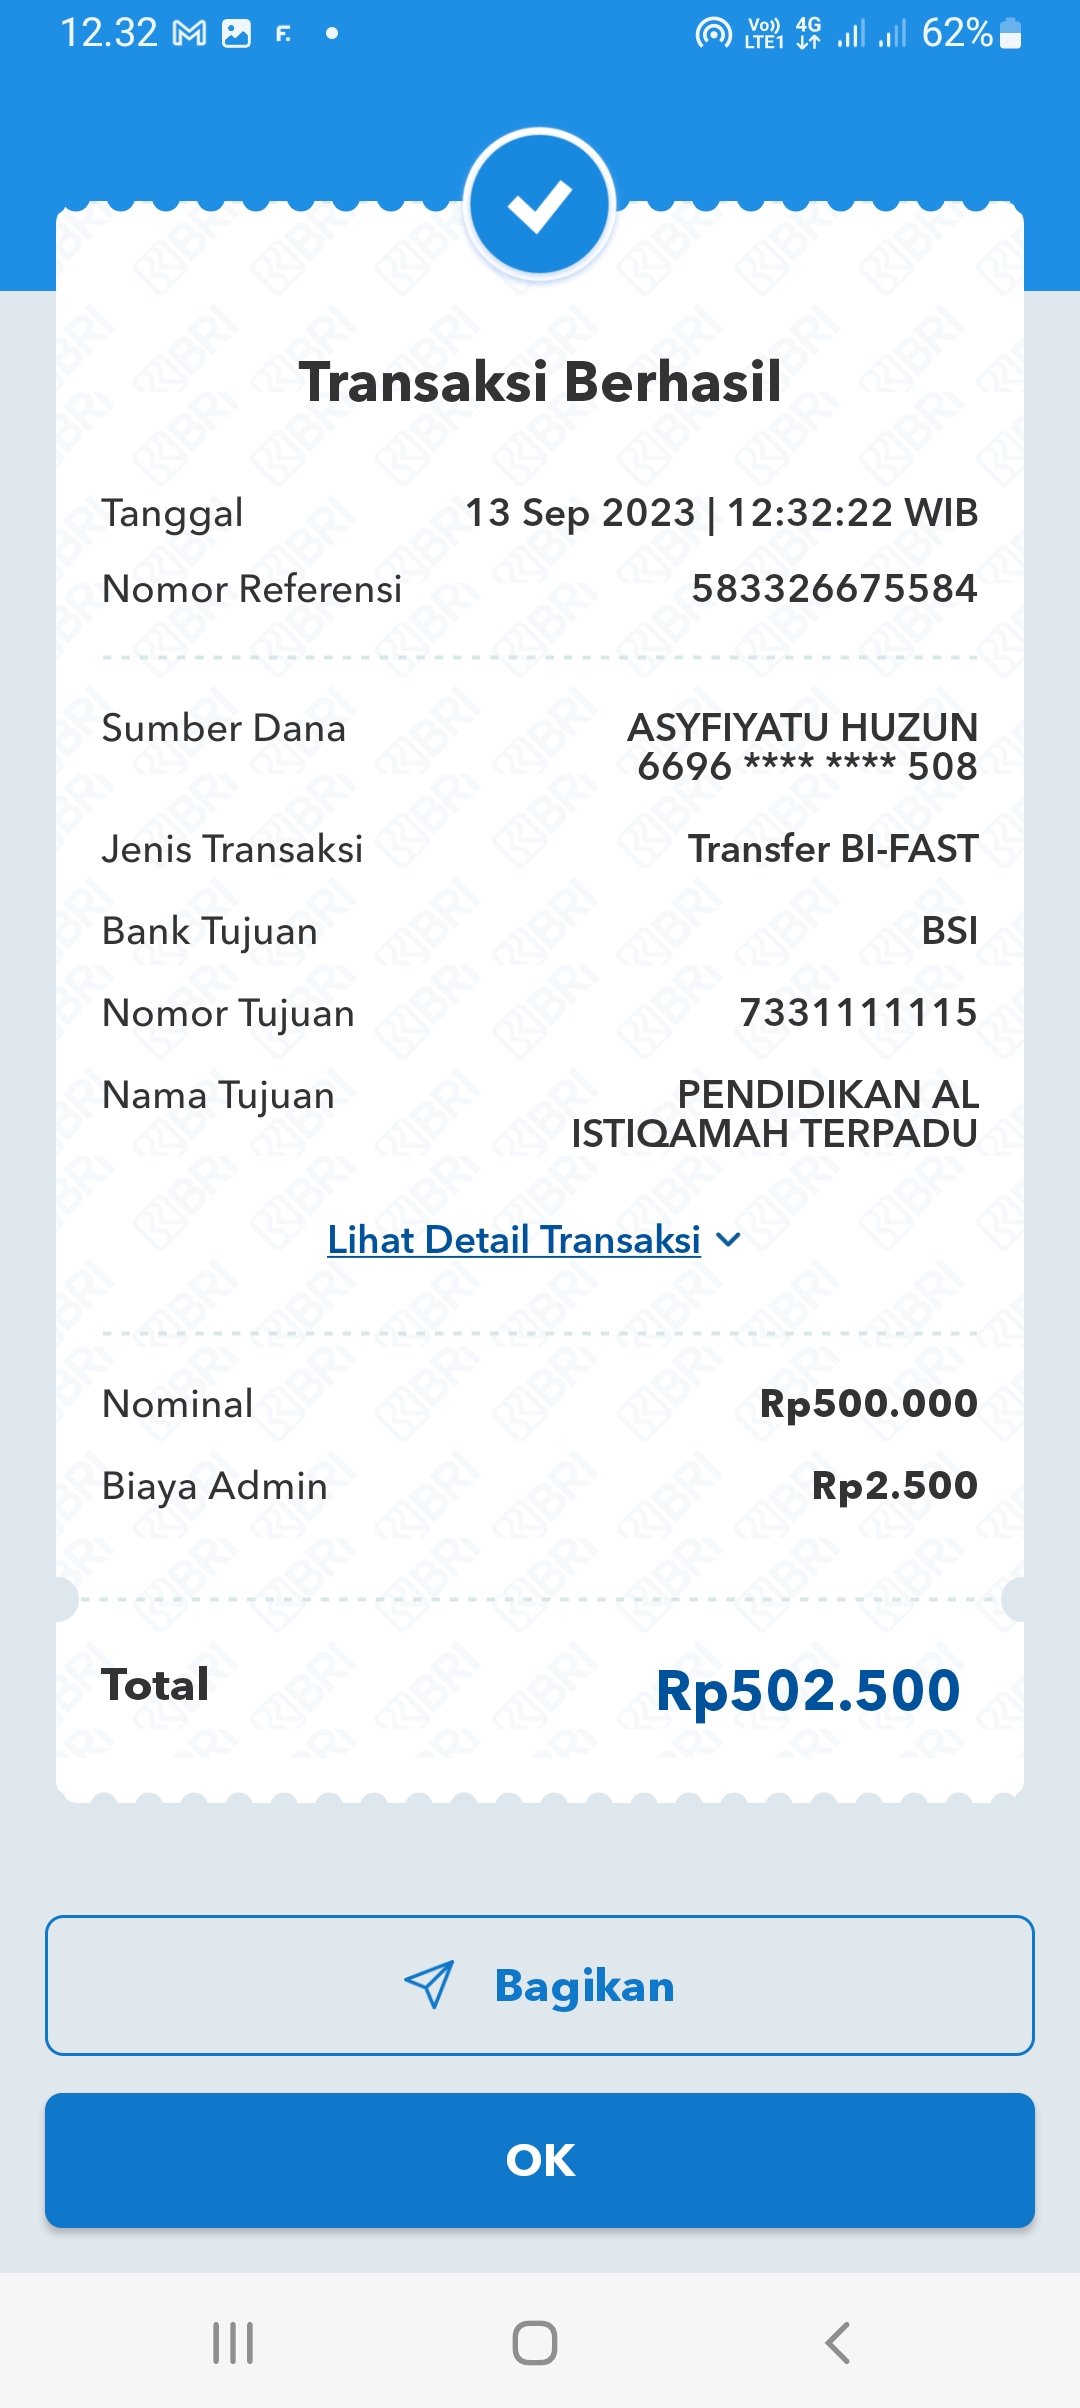 12.32 F. Vo)) LTE1 4G 62%
Transaksi Berhasil
Tanggal 13 Sep 2023 | 12:32:22 WIB
Nomor Referensi 583326675584
Sumber Dana ASYFIYATU HUZUN
6696 **** **** 508
Jenis Transaksi Transfer BI-FAST
Bank Tujuan BSI
Nomor Tujuan 7331111115
Nama Tujuan PENDIDIKAN AL
ISTIQAMAH TERPADU
Lihat Detail Transaksi
Nominal Rp500.000
Biaya Admin Rp2.500
Total Rp502.500
Bagikan
OK
BRI